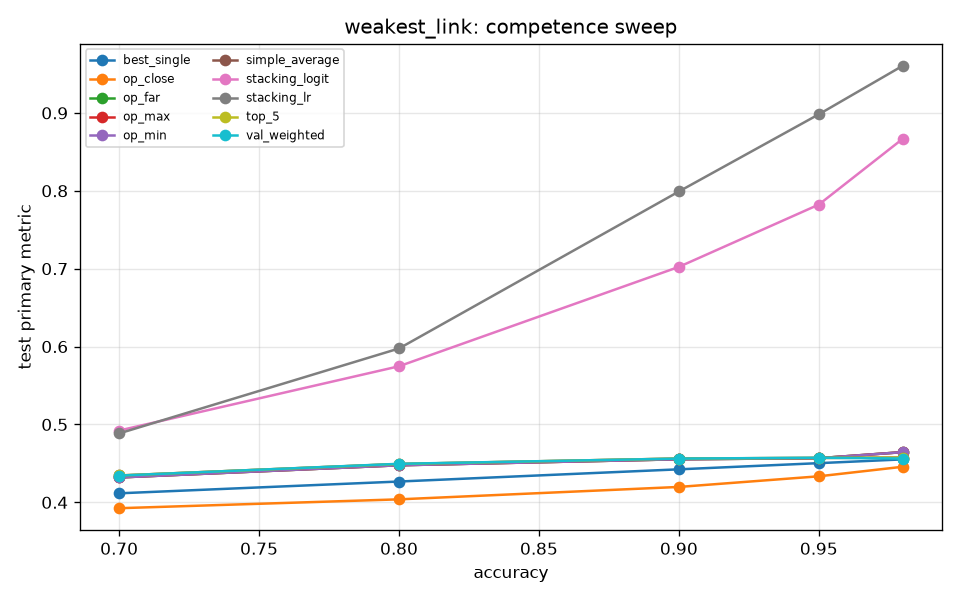 weakest_link: competence sweep
best_single
op_close
op_far
op_max
op_min
simple_average
stacking_logit
stacking_lr
top_5
val_weighted
test primary metric
0.9
0.8
0.7
0.6
0.5
0.4
0.70
0.75
0.80
0.85
0.90
0.95
accuracy